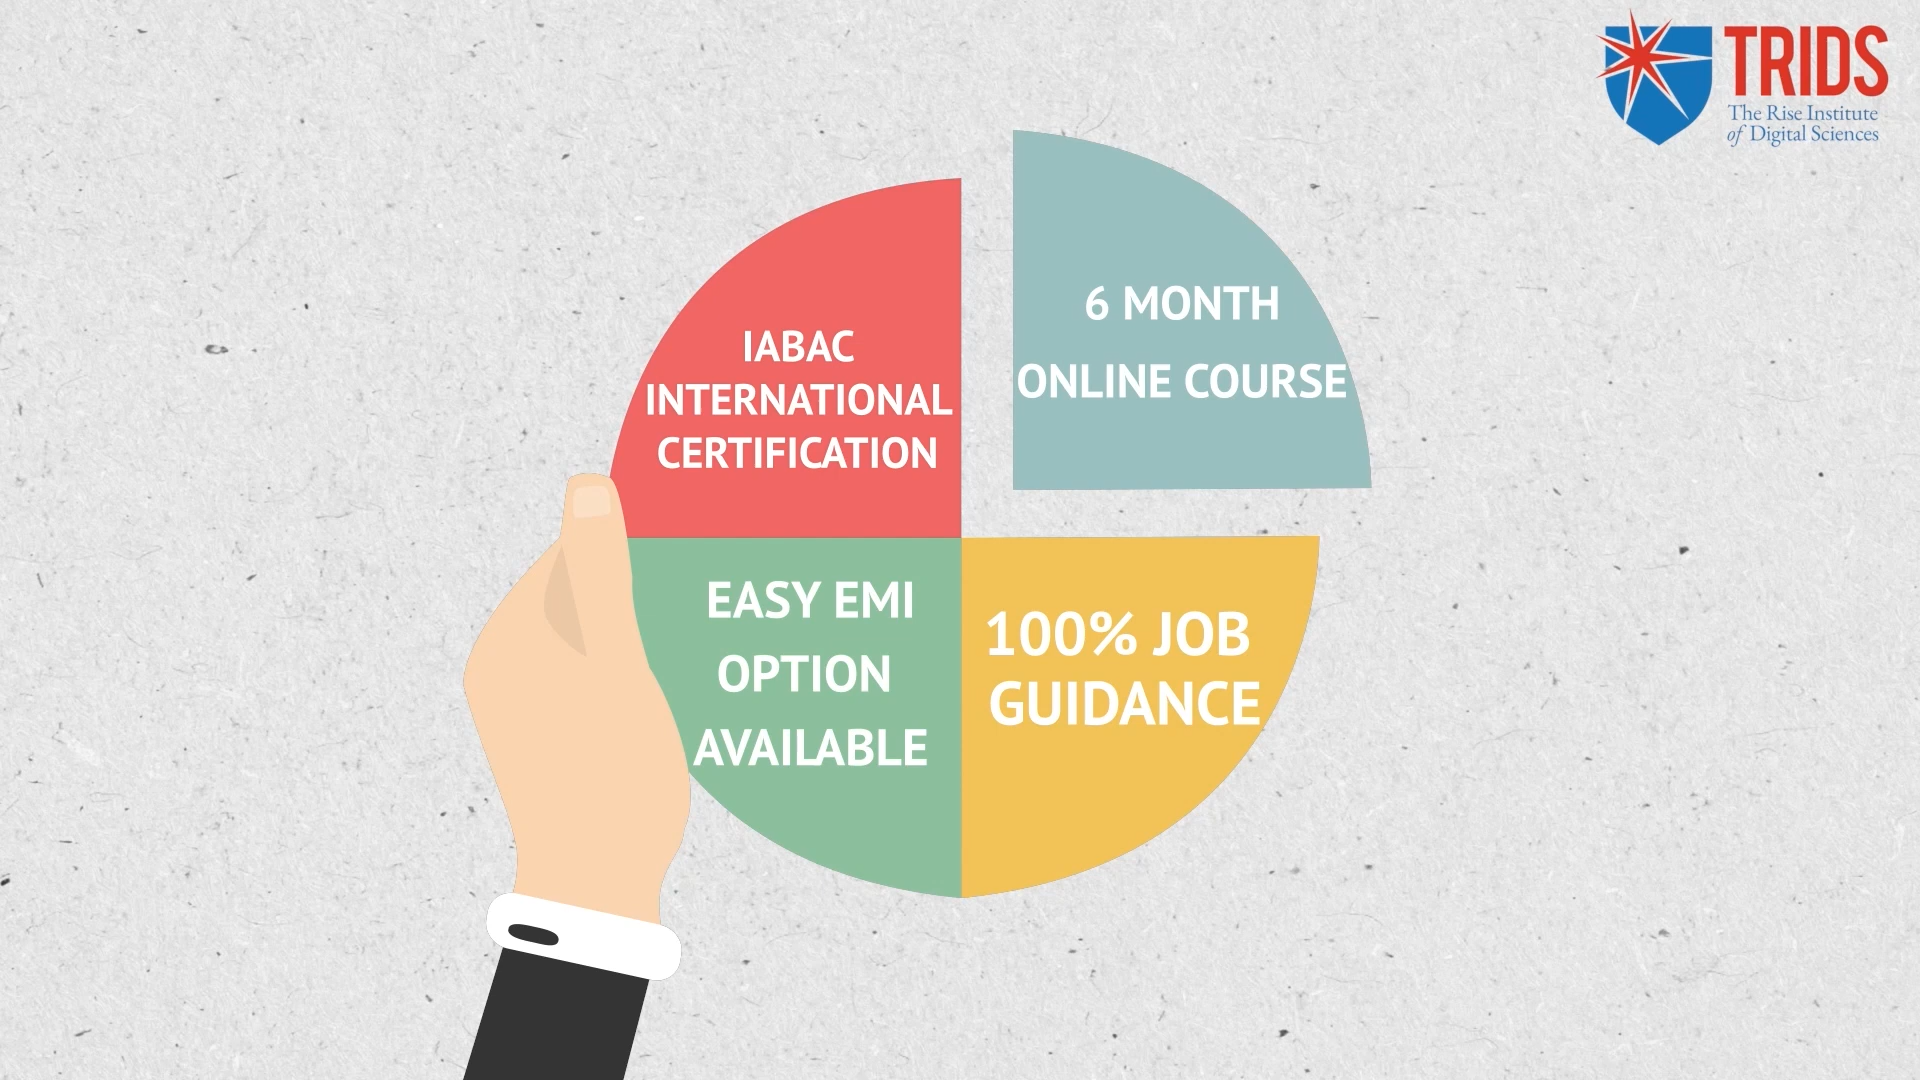 TRIDS
The Rise Institute
of Digital Sciences
IABAC
INTERNATIONAL
CERTIFICATION
6 MONTH
ONLINE COURSE
EASY EMI
OPTION
AVAILABLE
100% JOB
GUIDANCE